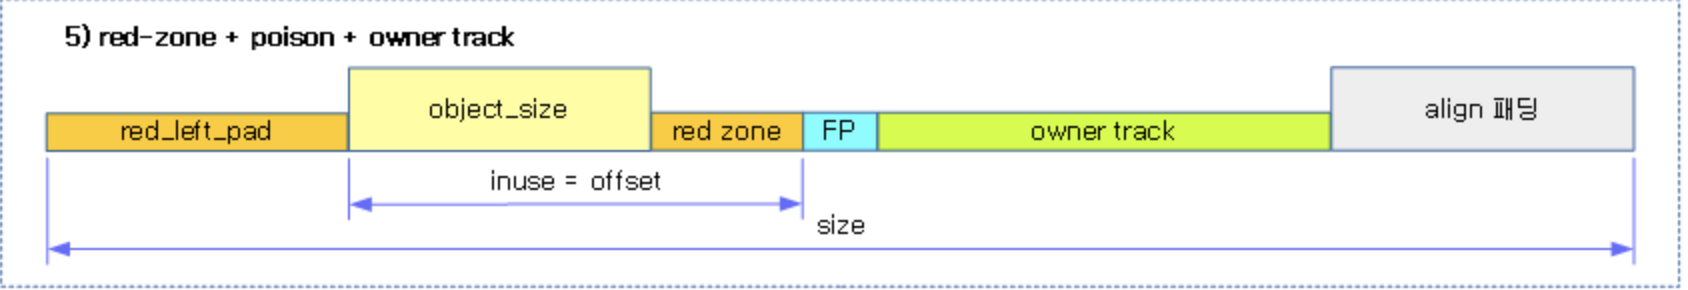 5) red-zone + poison + owner track
red_left_pad
object_size
red zone
FP
owner track
align 패딩
inuse = offset
size